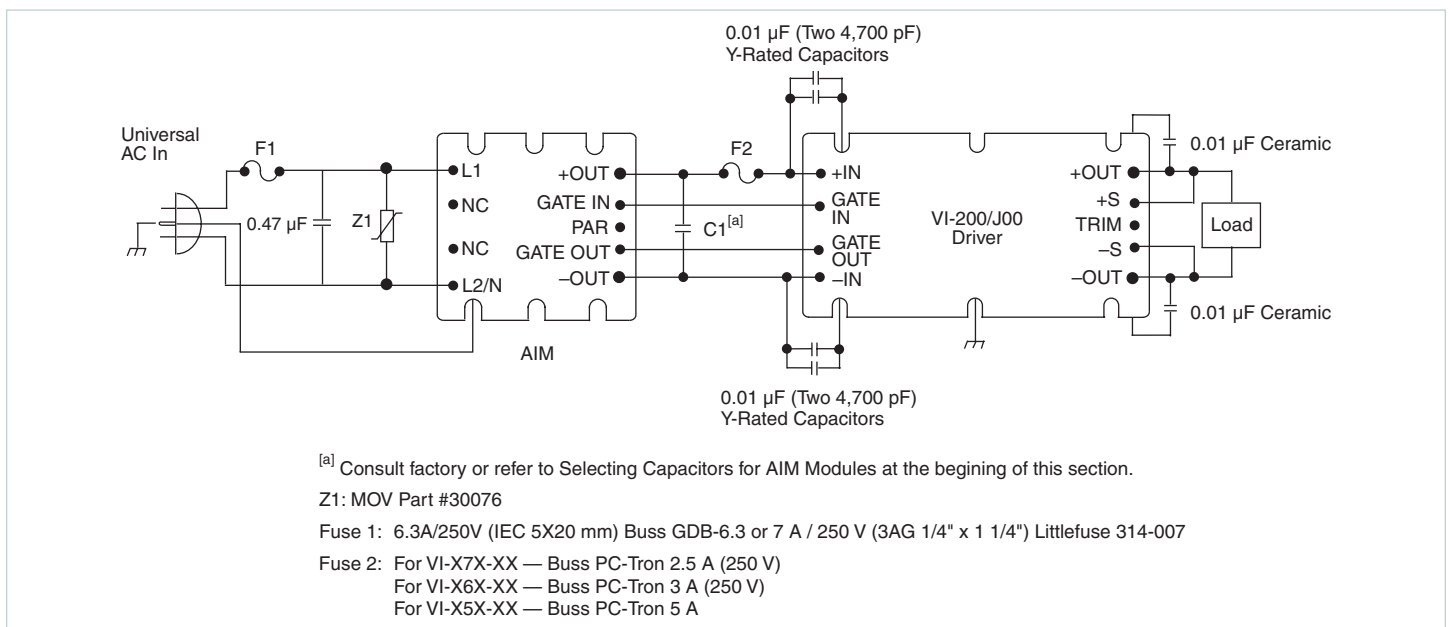 0.01 µF (Two 4,700 pF)
Y-Rated Capacitors
Universal
AC In
F1
0.47 µF
Z1
L1
NC
NC
L2/N
+OUT
GATE IN
PAR
GATE OUT
–OUT
AIM
C1[a]
F2
+IN
GATE
IN
GATE
OUT
–IN
VI-200/J00
Driver
+OUT
+S
TRIM
–S
–OUT
0.01 µF Ceramic
Load
0.01 µF Ceramic
0.01 µF (Two 4,700 pF)
Y-Rated Capacitors
[a] Consult factory or refer to Selecting Capacitors for AIM Modules at the begining of this section.
Z1: MOV Part #30076
Fuse 1: 6.3A/250V (IEC 5X20 mm) Buss GDB-6.3 or 7 A / 250 V (3AG 1/4" x 1 1/4") Littlefuse 314-007
Fuse 2: For VI-X7X-XX — Buss PC-Tron 2.5 A (250 V)
For VI-X6X-XX — Buss PC-Tron 3 A (250 V)
For VI-X5X-XX — Buss PC-Tron 5 A